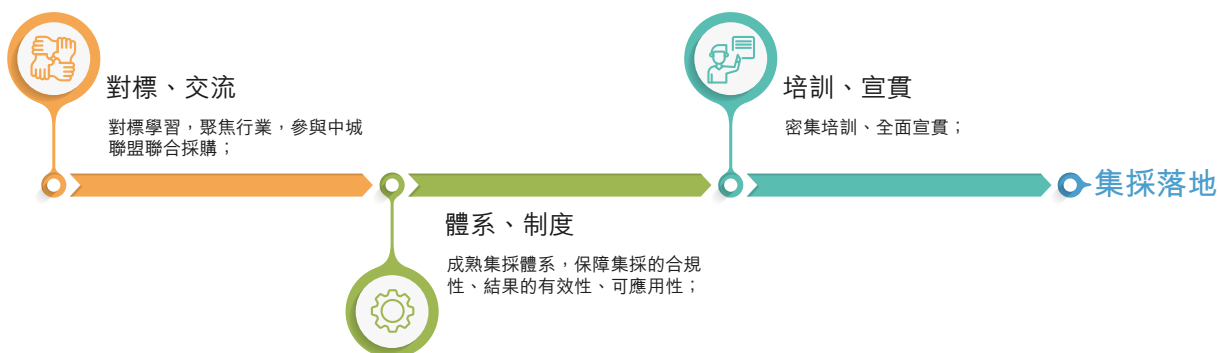 對標、交流
對標學習，聚焦行業，參與中城
聯盟聯合採購；
體系、制度
成熟集採體系，保障集採的合規
性、結果的有效性、可應用性；
培訓、宣貫
密集培訓、全面宣貫；
集採落地